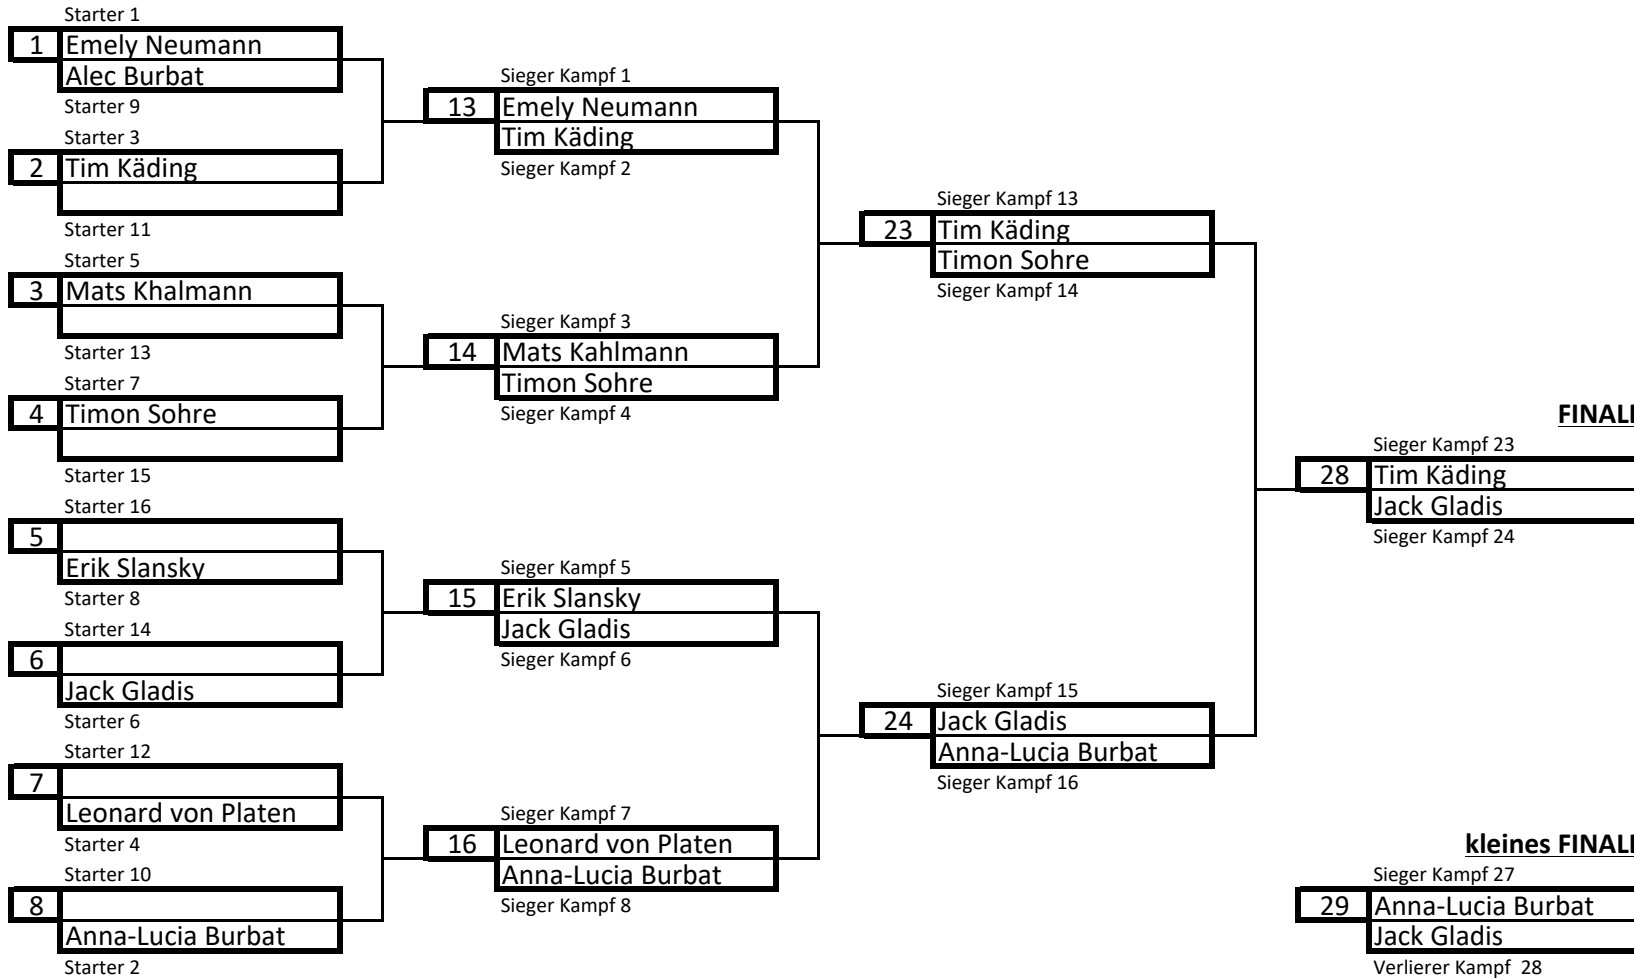 Starter 1
1 Emely Neumann
Alec Burbat
Starter 9
Starter 3
2 Tim Käding
Starter 11
Starter 5
3 Mats Khalmann
Starter 13
Starter 7
4 Timon Sohre
Starter 15
Starter 16
5
Erik Slansky
Starter 8
Starter 14
6
Jack Gladis
Starter 6
Starter 12
7
Leonard von Platen
Starter 4
Starter 10
8
Anna-Lucia Burbat
Starter 2
Sieger Kampf 1
13 Emely Neumann
Tim Käding
Sieger Kampf 2
Sieger Kampf 3
14 Mats Kahlmann
Timon Sohre
Sieger Kampf 4
Sieger Kampf 5
15 Erik Slansky
Jack Gladis
Sieger Kampf 6
Sieger Kampf 7
16 Leonard von Platen
Anna-Lucia Burbat
Sieger Kampf 8
Sieger Kampf 13
23 Tim Käding
Timon Sohre
Sieger Kampf 14
Sieger Kampf 15
24 Jack Gladis
Anna-Lucia Burbat
Sieger Kampf 16
FINALE
Sieger Kampf 23
28 Tim Käding
Jack Gladis
Sieger Kampf 24
kleines FINALE
Sieger Kampf 27
29 Anna-Lucia Burbat
Jack Gladis
Verlierer Kampf 28